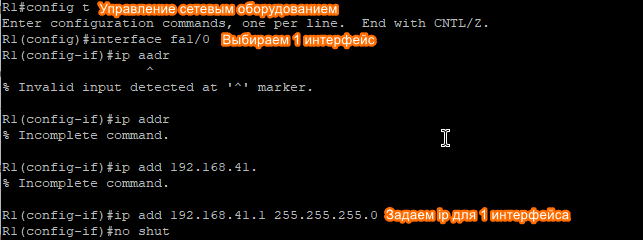 R1#config t Управление сетевым оборудованием
Enter configuration commands, one per line.  End with CNTL/Z.
R1(config)#interface fa1/0 Выбираем 1 интерфейс
R1(config-if)#ip aadr
^
% Invalid input detected at '^' marker.
R1(config-if)#ip addr
% Incomplete command.
R1(config-if)#ip add 192.168.41.
% Incomplete command.
R1(config-if)#ip add 192.168.41.1 255.255.255.0 Задаем ip для 1 интерфейса
R1(config-if)#no shut